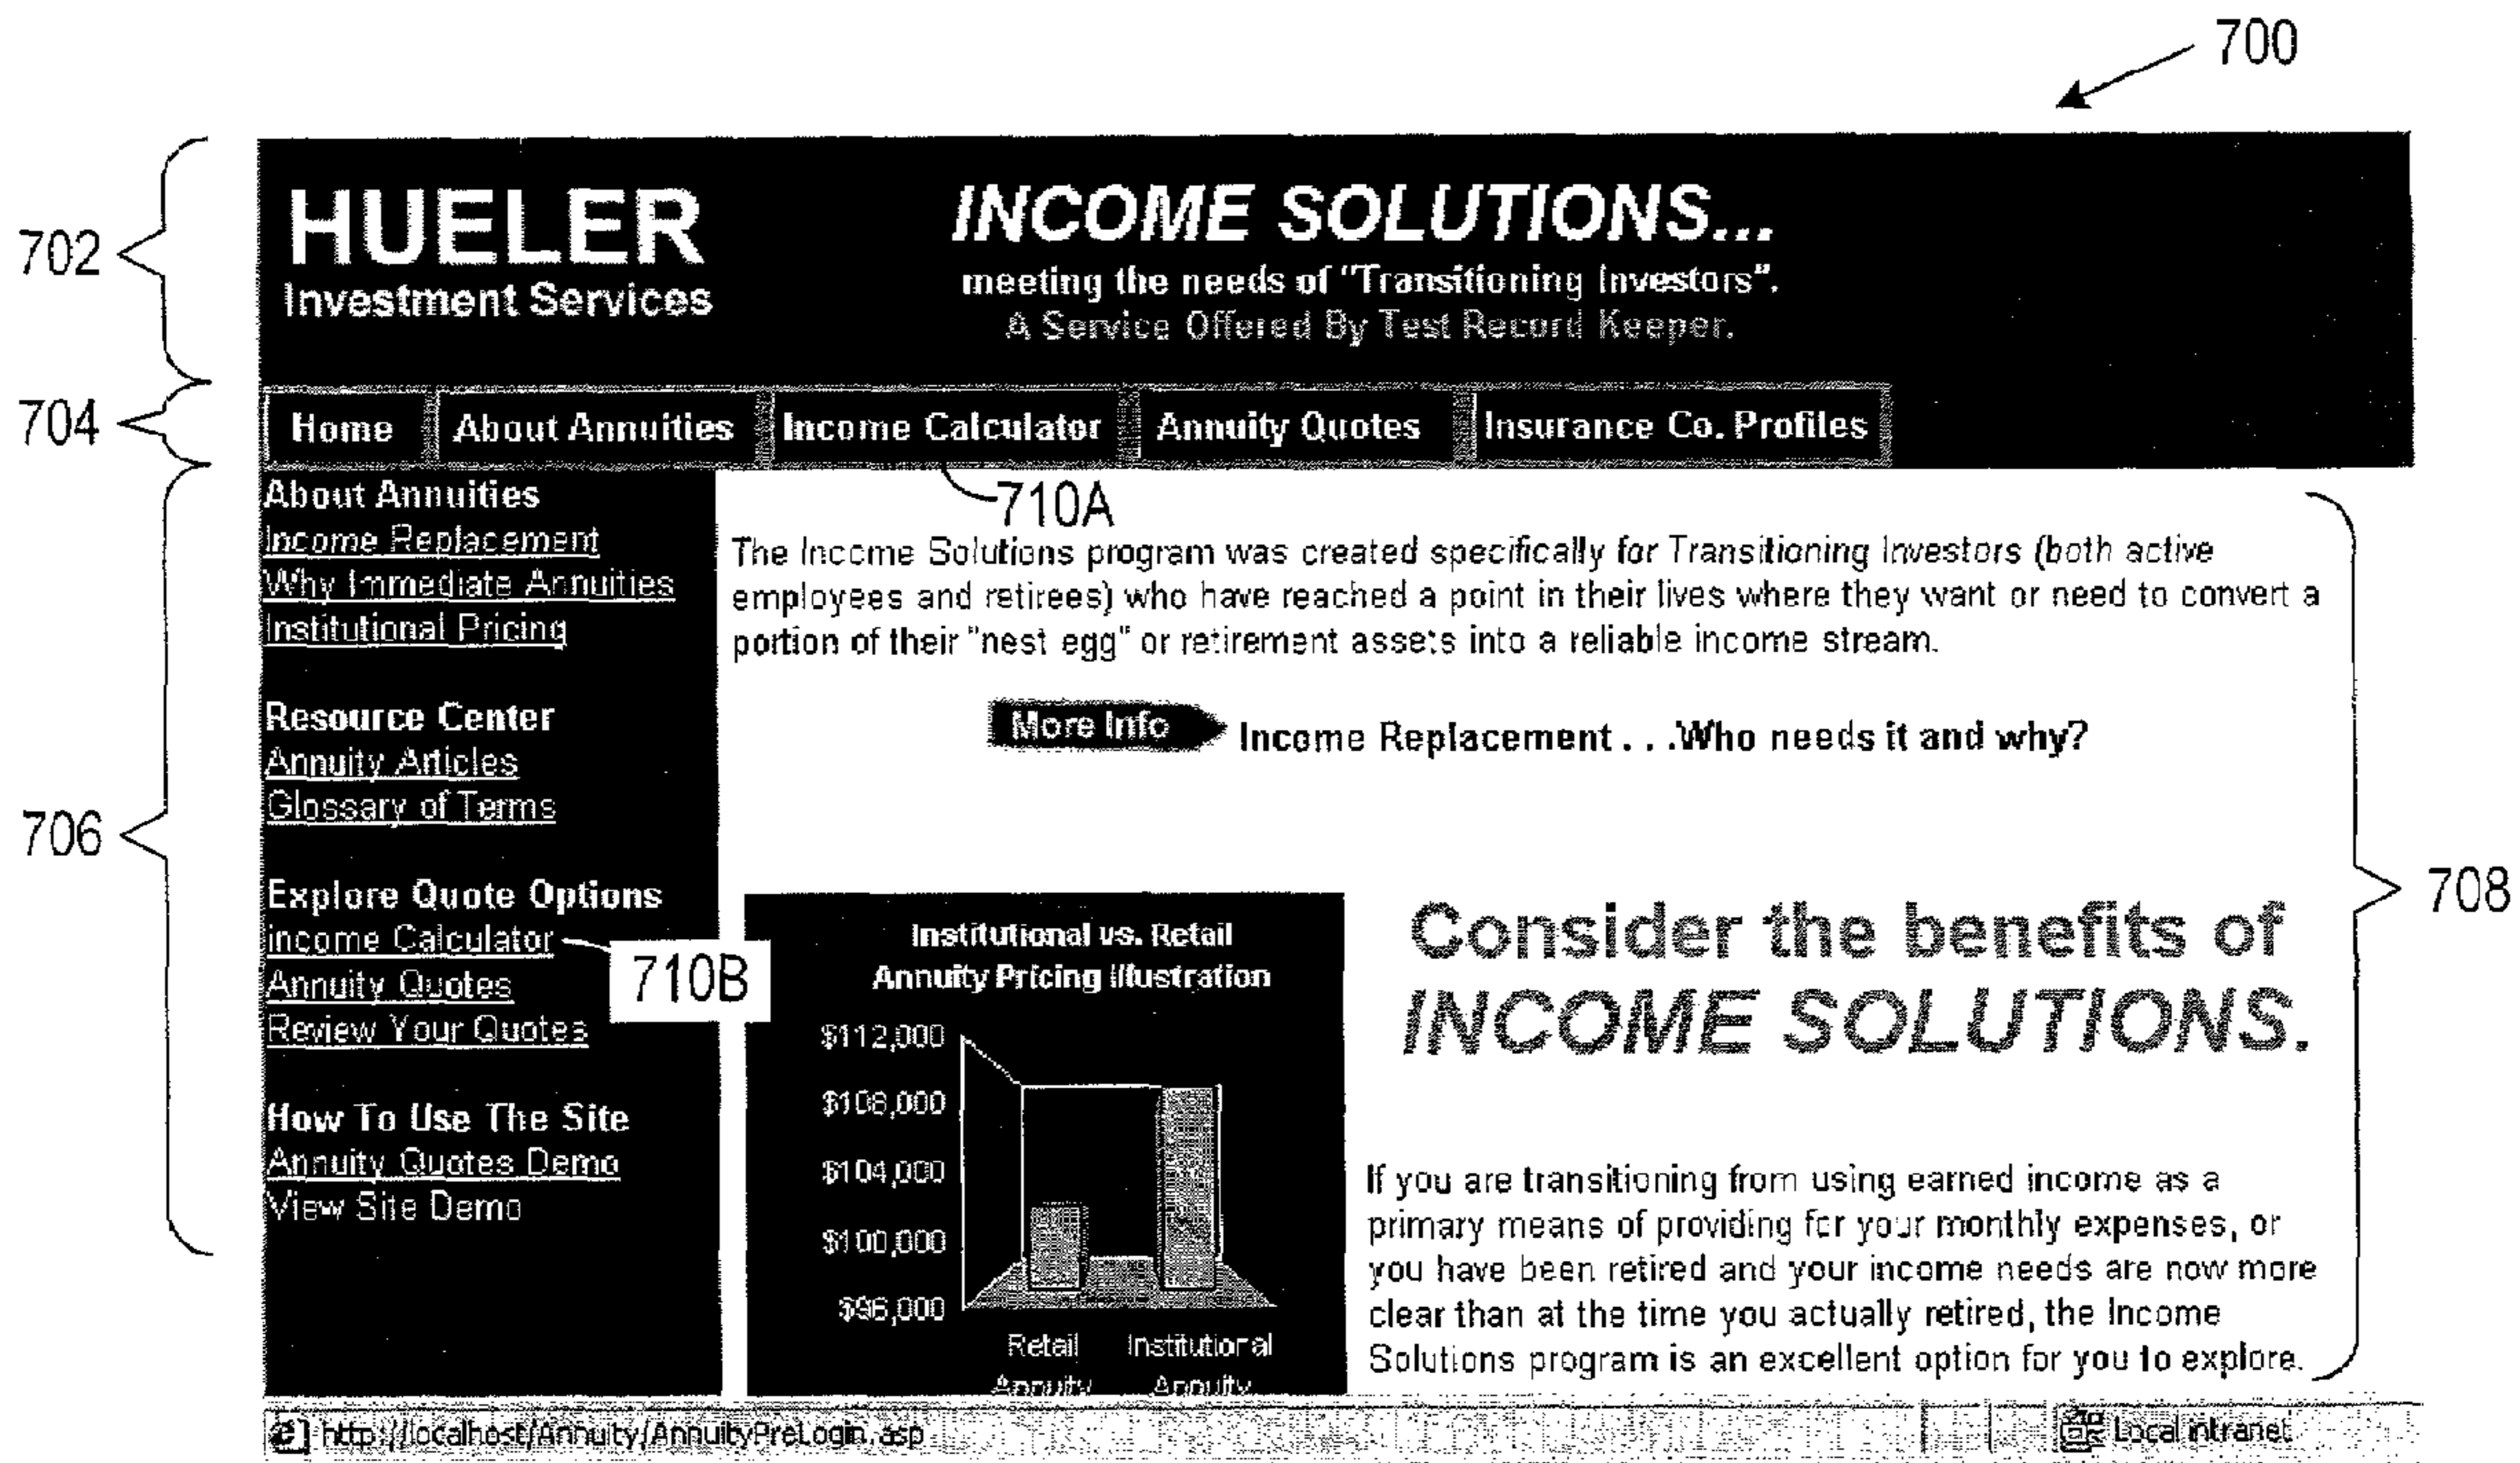 700
702
HUELER
Investment Services
INCOME SOLUTIONS...
meeting the needs of "Transitioning Investors".
A Service Offered By Test Record Keeper.
704
Home About Annuities Income Calculator Annuity Quotes Insurance Co. Profiles
710A
706
About Annuities
Income Replacement
Why Immediate Annuities
Institutional Pricing
Resource Center
Annuity Articles
Glossary of Terms
Explore Quote Options
Income Calculator
710B
Annuity Quotes
Review Your Quotes
How To Use The Site
Annuity Quotes Demo
View Site Demo
The Income Solutions program was created specifically for Transitioning Investors (both active
employees and retirees) who have reached a point in their lives where they want or need to convert a
portion of their "nest egg" or retirement assets into a reliable income stream.
More Info Income Replacement . . .Who needs it and why?
708
Institutional vs. Retail
Annuity Pricing Illustration
$112,000
$108,000
$104,000
$100,000
$96,000
Retail Institutional
Annuity Annuity
Consider the benefits of
INCOME SOLUTIONS.
If you are transitioning from using earned income as a
primary means of providing for your monthly expenses, or
you have been retired and your income needs are now more
clear than at the time you actually retired, the Income
Solutions program is an excellent option for you to explore.
http://localhost/Annuity/AnnuityPreLogin.asp Local intranet